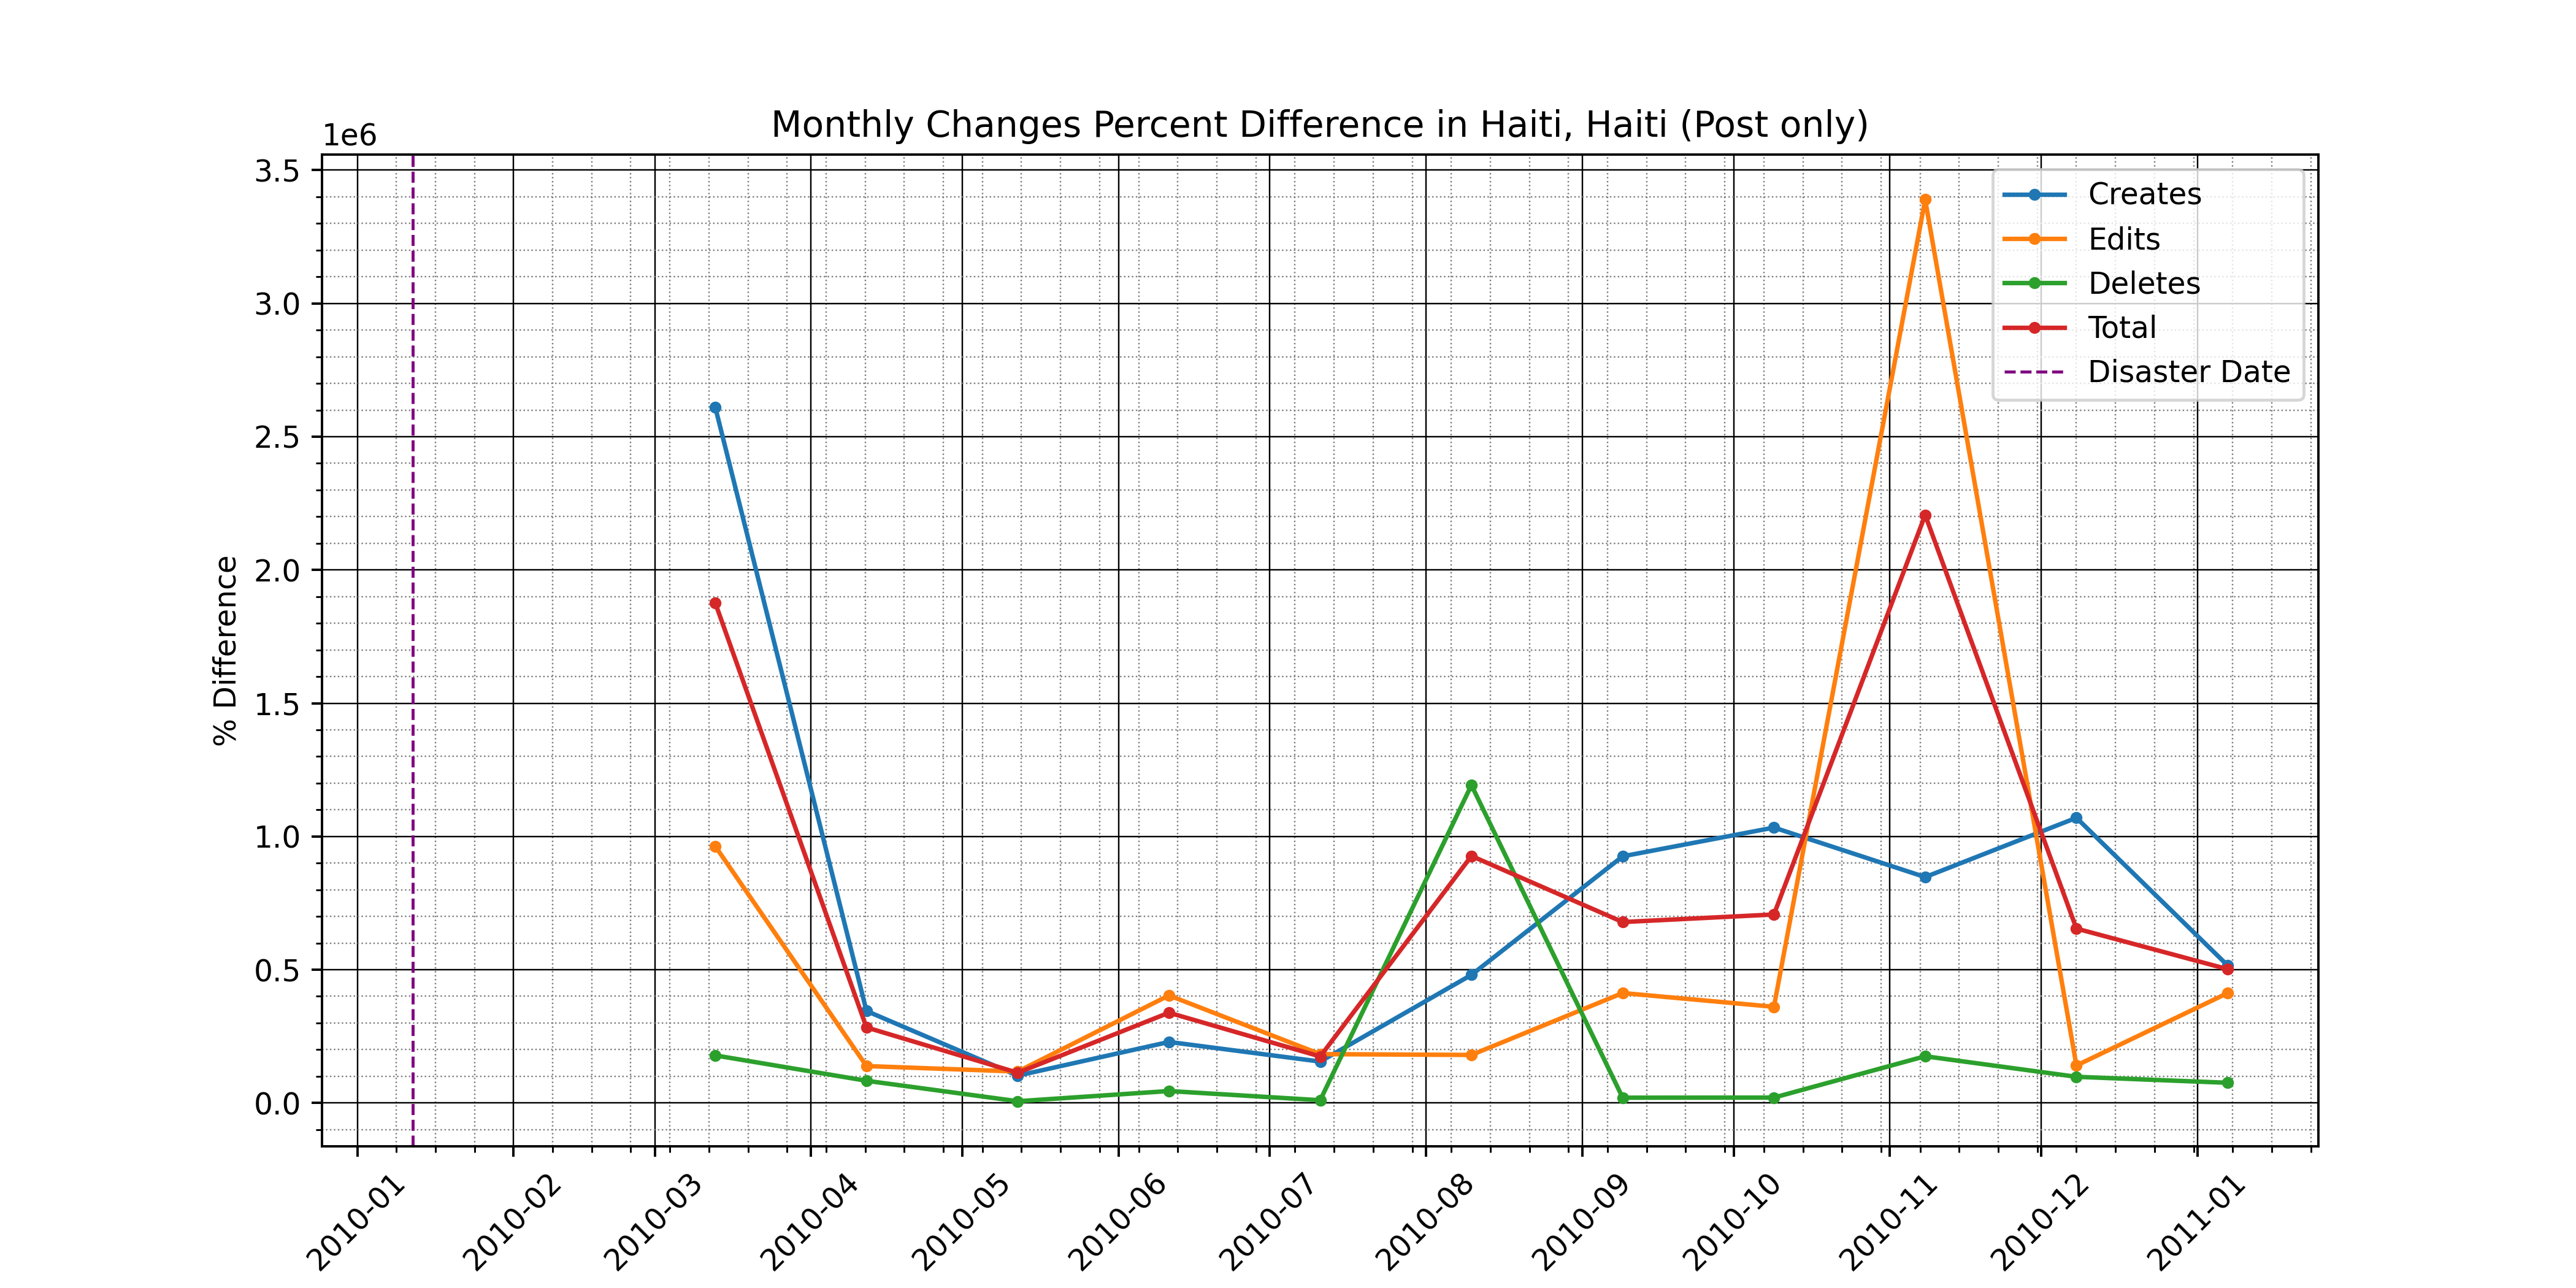 Monthly Changes Percent Difference in Haiti, Haiti (Post only)
1e6
3.5
3.0
2.5
2.0
1.5
1.0
0.5
0.0
% Difference
Creates
Edits
Deletes
Total
Disaster Date
2010-01
2010-02
2010-03
2010-04
2010-05
2010-06
2010-07
2010-08
2010-09
2010-10
2010-11
2010-12
2011-01